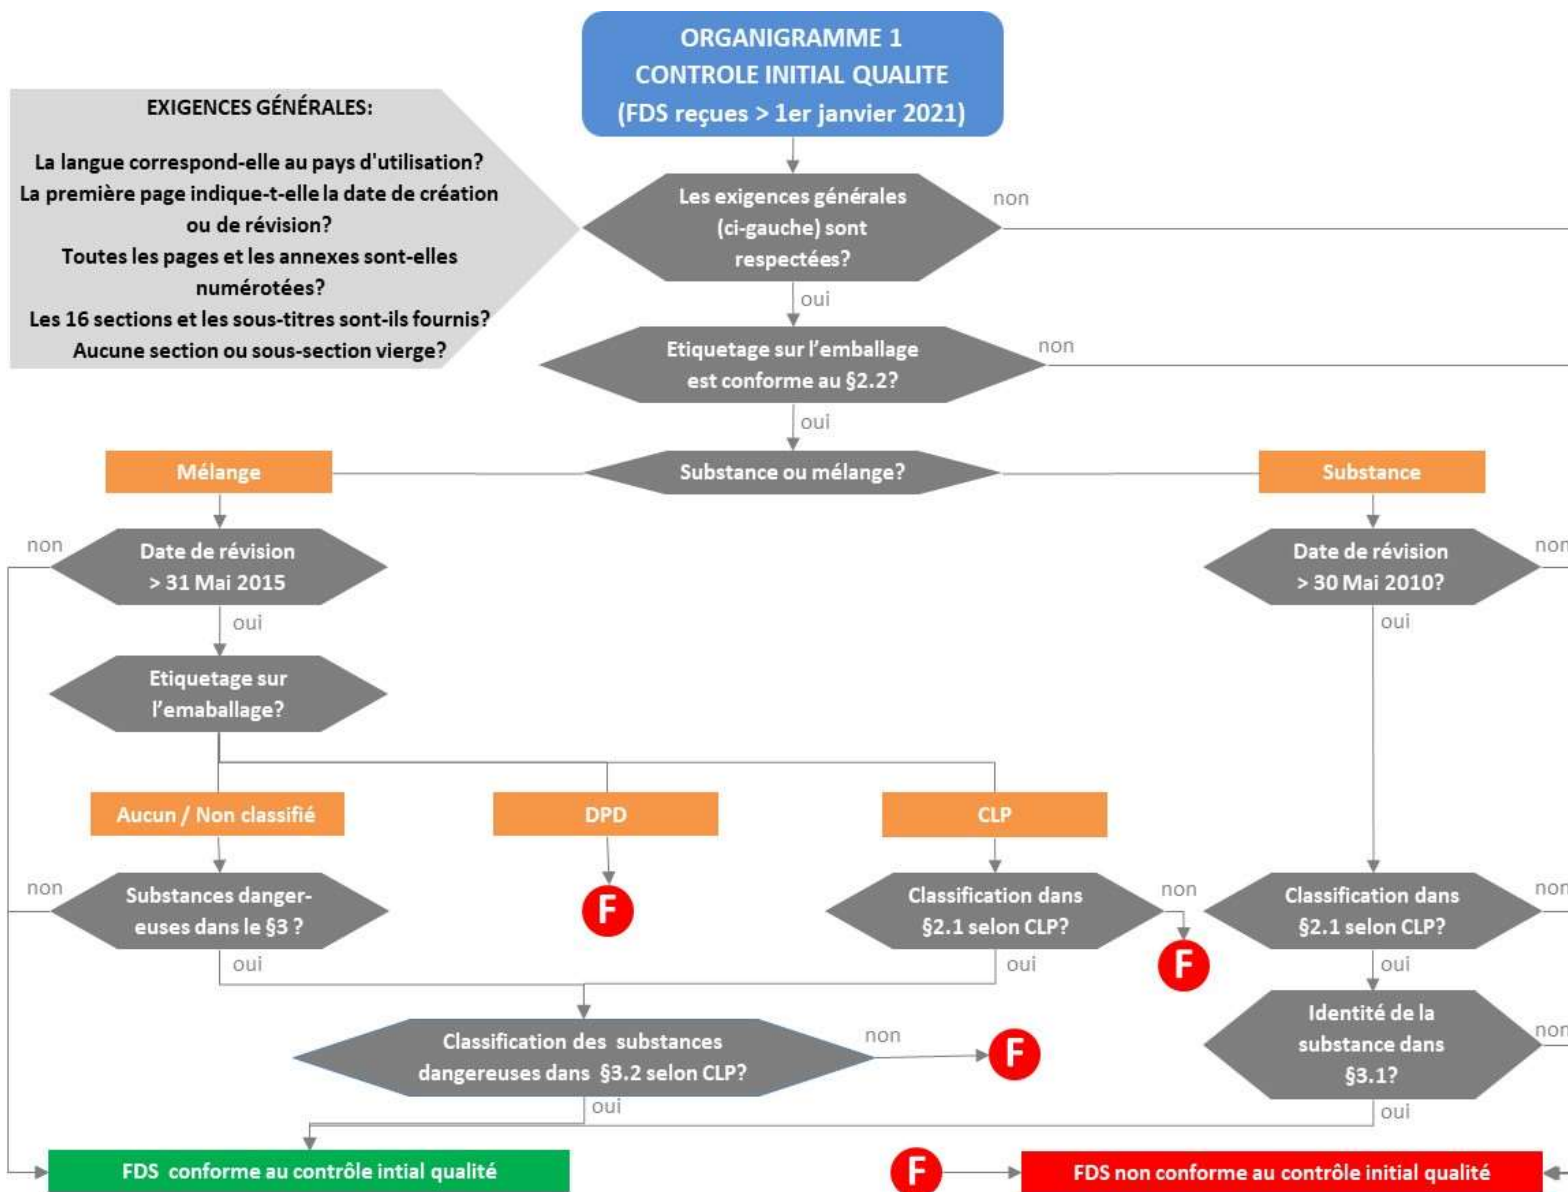 ORGANIGRAMME 1
CONTROLE INITIAL QUALITE
(FDS reçues > 1er janvier 2021)
EXIGENCES GÉNÉRALES:
La langue correspond-elle au pays d'utilisation?
La première page indique-t-elle la date de création
ou de révision?
Toutes les pages et les annexes sont-elles
numérotées?
Les 16 sections et les sous-titres sont-ils fournis?
Aucune section ou sous-section vierge?
Les exigences générales
(ci-gauche) sont
respectées?
non
oui
Etiquetage sur l'emballage
est conforme au §2.2?
non
oui
Mélange
Substance ou mélange?
Substance
non
Date de révision
> 31 Mai 2015
oui
Date de révision
> 30 Mai 2010?
non
oui
Etiquetage sur
l'emaballage?
Aucun / Non classifié
DPD
CLP
non
Substances danger-
euses dans le §3 ?
oui
F
Classification dans
§2.1 selon CLP?
non
oui
F
Classification dans
§2.1 selon CLP?
non
oui
Classification des substances
dangereuses dans §3.2 selon CLP?
non
oui
F
Identité de la
substance dans
§3.1?
non
oui
FDS conforme au contrôle intial qualité
F
FDS non conforme au contrôle initial qualité